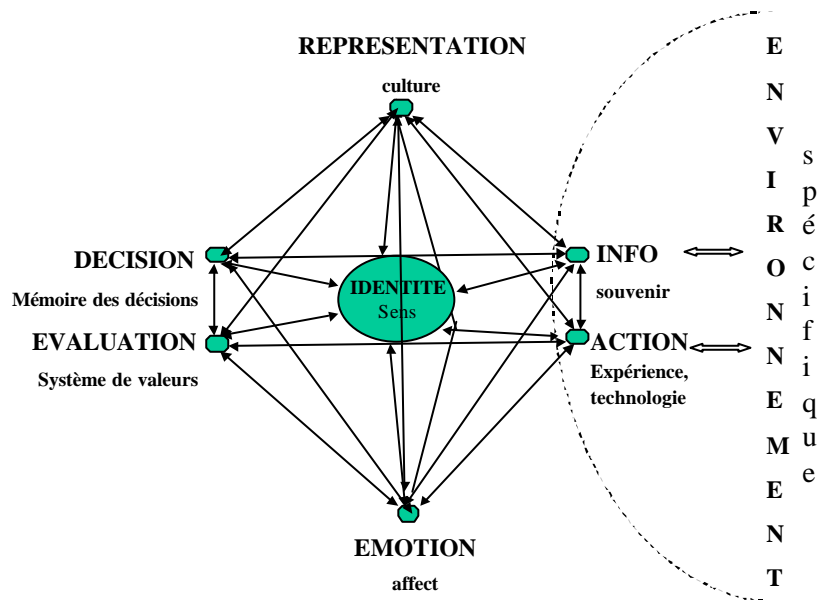 REPRESENTATION
culture
DECISION
Mémoire des décisions
EVALUATION
Système de valeurs
IDENTITE
Sens
INFO
souvenir
ACTION
Expérience,
technologie
EMOTION
affect
ENVIRONNEMENT
spécifique